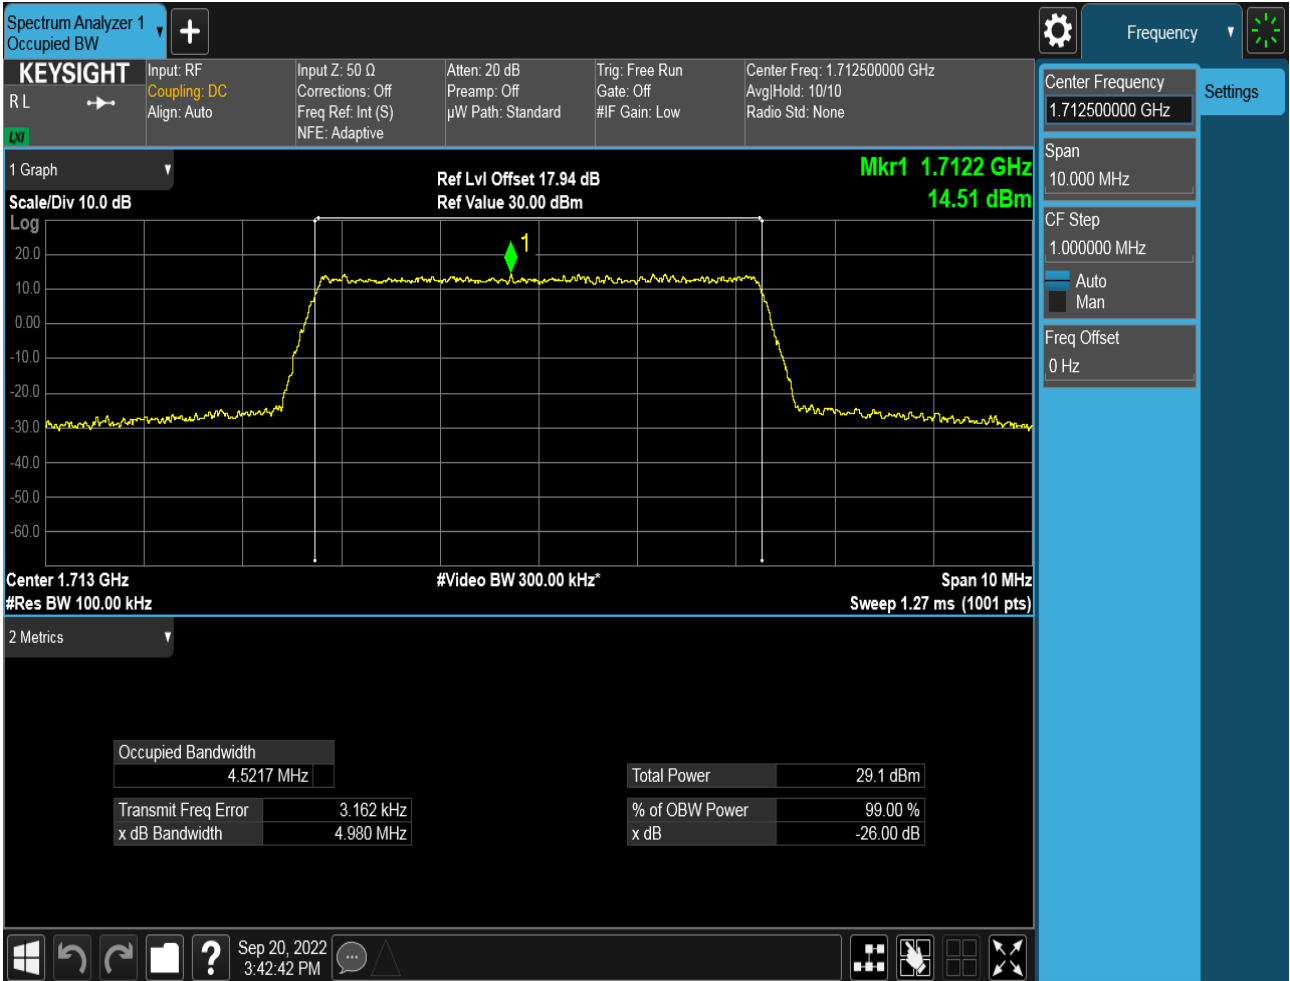 Spectrum Analyzer 1
Occupied BW
Frequency
KEYSIGHT
R L
LXI
Input: RF
Coupling: DC
Align: Auto
Input Z: 50 Ω
Corrections: Off
Freq Ref: Int (S)
NFE: Adaptive
Atten: 20 dB
Preamp: Off
µW Path: Standard
Trig: Free Run
Gate: Off
#IF Gain: Low
Center Freq: 1.712500000 GHz
Avg|Hold: 10/10
Radio Std: None
Center Frequency
1.712500000 GHz
Settings
Span
10.000 MHz
CF Step
1.000000 MHz
Auto
Man
Freq Offset
0 Hz
1 Graph
Ref Lvl Offset 17.94 dB
Mkr1 1.7122 GHz
Scale/Div 10.0 dB
Ref Value 30.00 dBm
14.51 dBm
Log
1
20.0
10.0
0.00
-10.0
-20.0
-30.0
-40.0
-50.0
-60.0
Center 1.713 GHz
#Video BW 300.00 kHz*
Span 10 MHz
#Res BW 100.00 kHz
Sweep 1.27 ms (1001 pts)
2 Metrics
Occupied Bandwidth
4.5217 MHz
Total Power 29.1 dBm
Transmit Freq Error 3.162 kHz
% of OBW Power 99.00 %
x dB Bandwidth 4.980 MHz
x dB -26.00 dB
?
Sep 20, 2022
3:42:42 PM